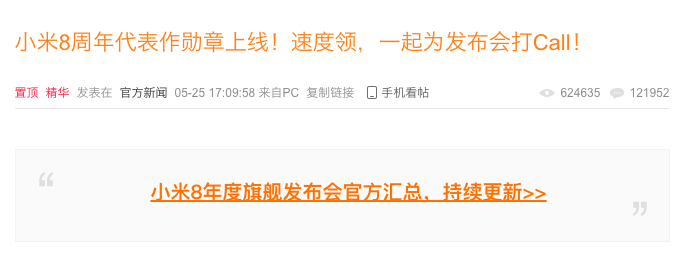 小米8周年代表作勋章上线！速度领，一起为发布会打Call！
置顶 精华 发表在 官方新闻 05-25 17:09:58 来自PC 复制链接 手机看帖 624635 121952
“
小米8年度旗舰发布会官方汇总，持续更新>>
”